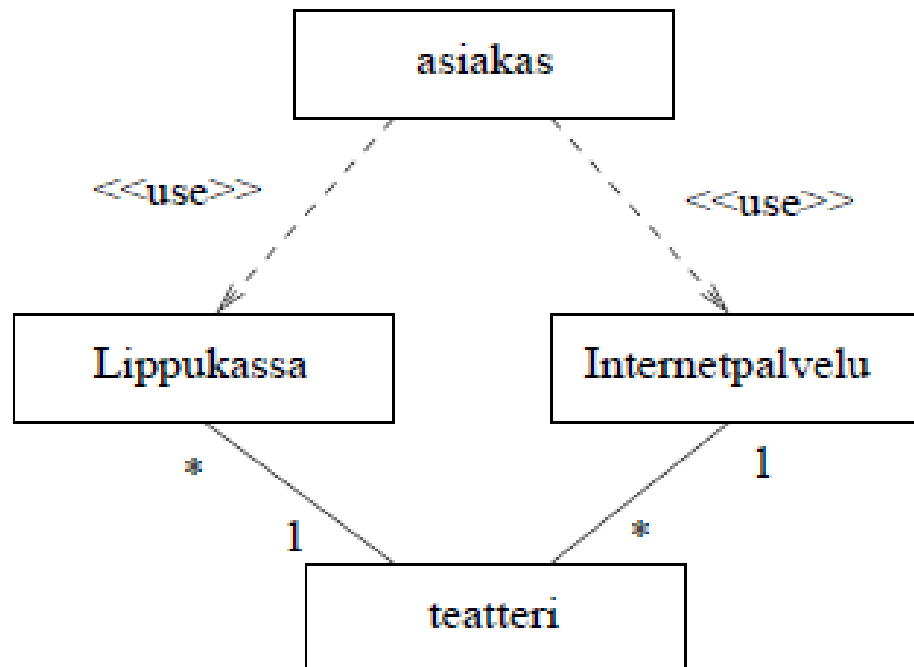 asiakas
<<use>>
<<use>>
Lippukassa
Internetpalvelu
*
1
1
*
teatteri